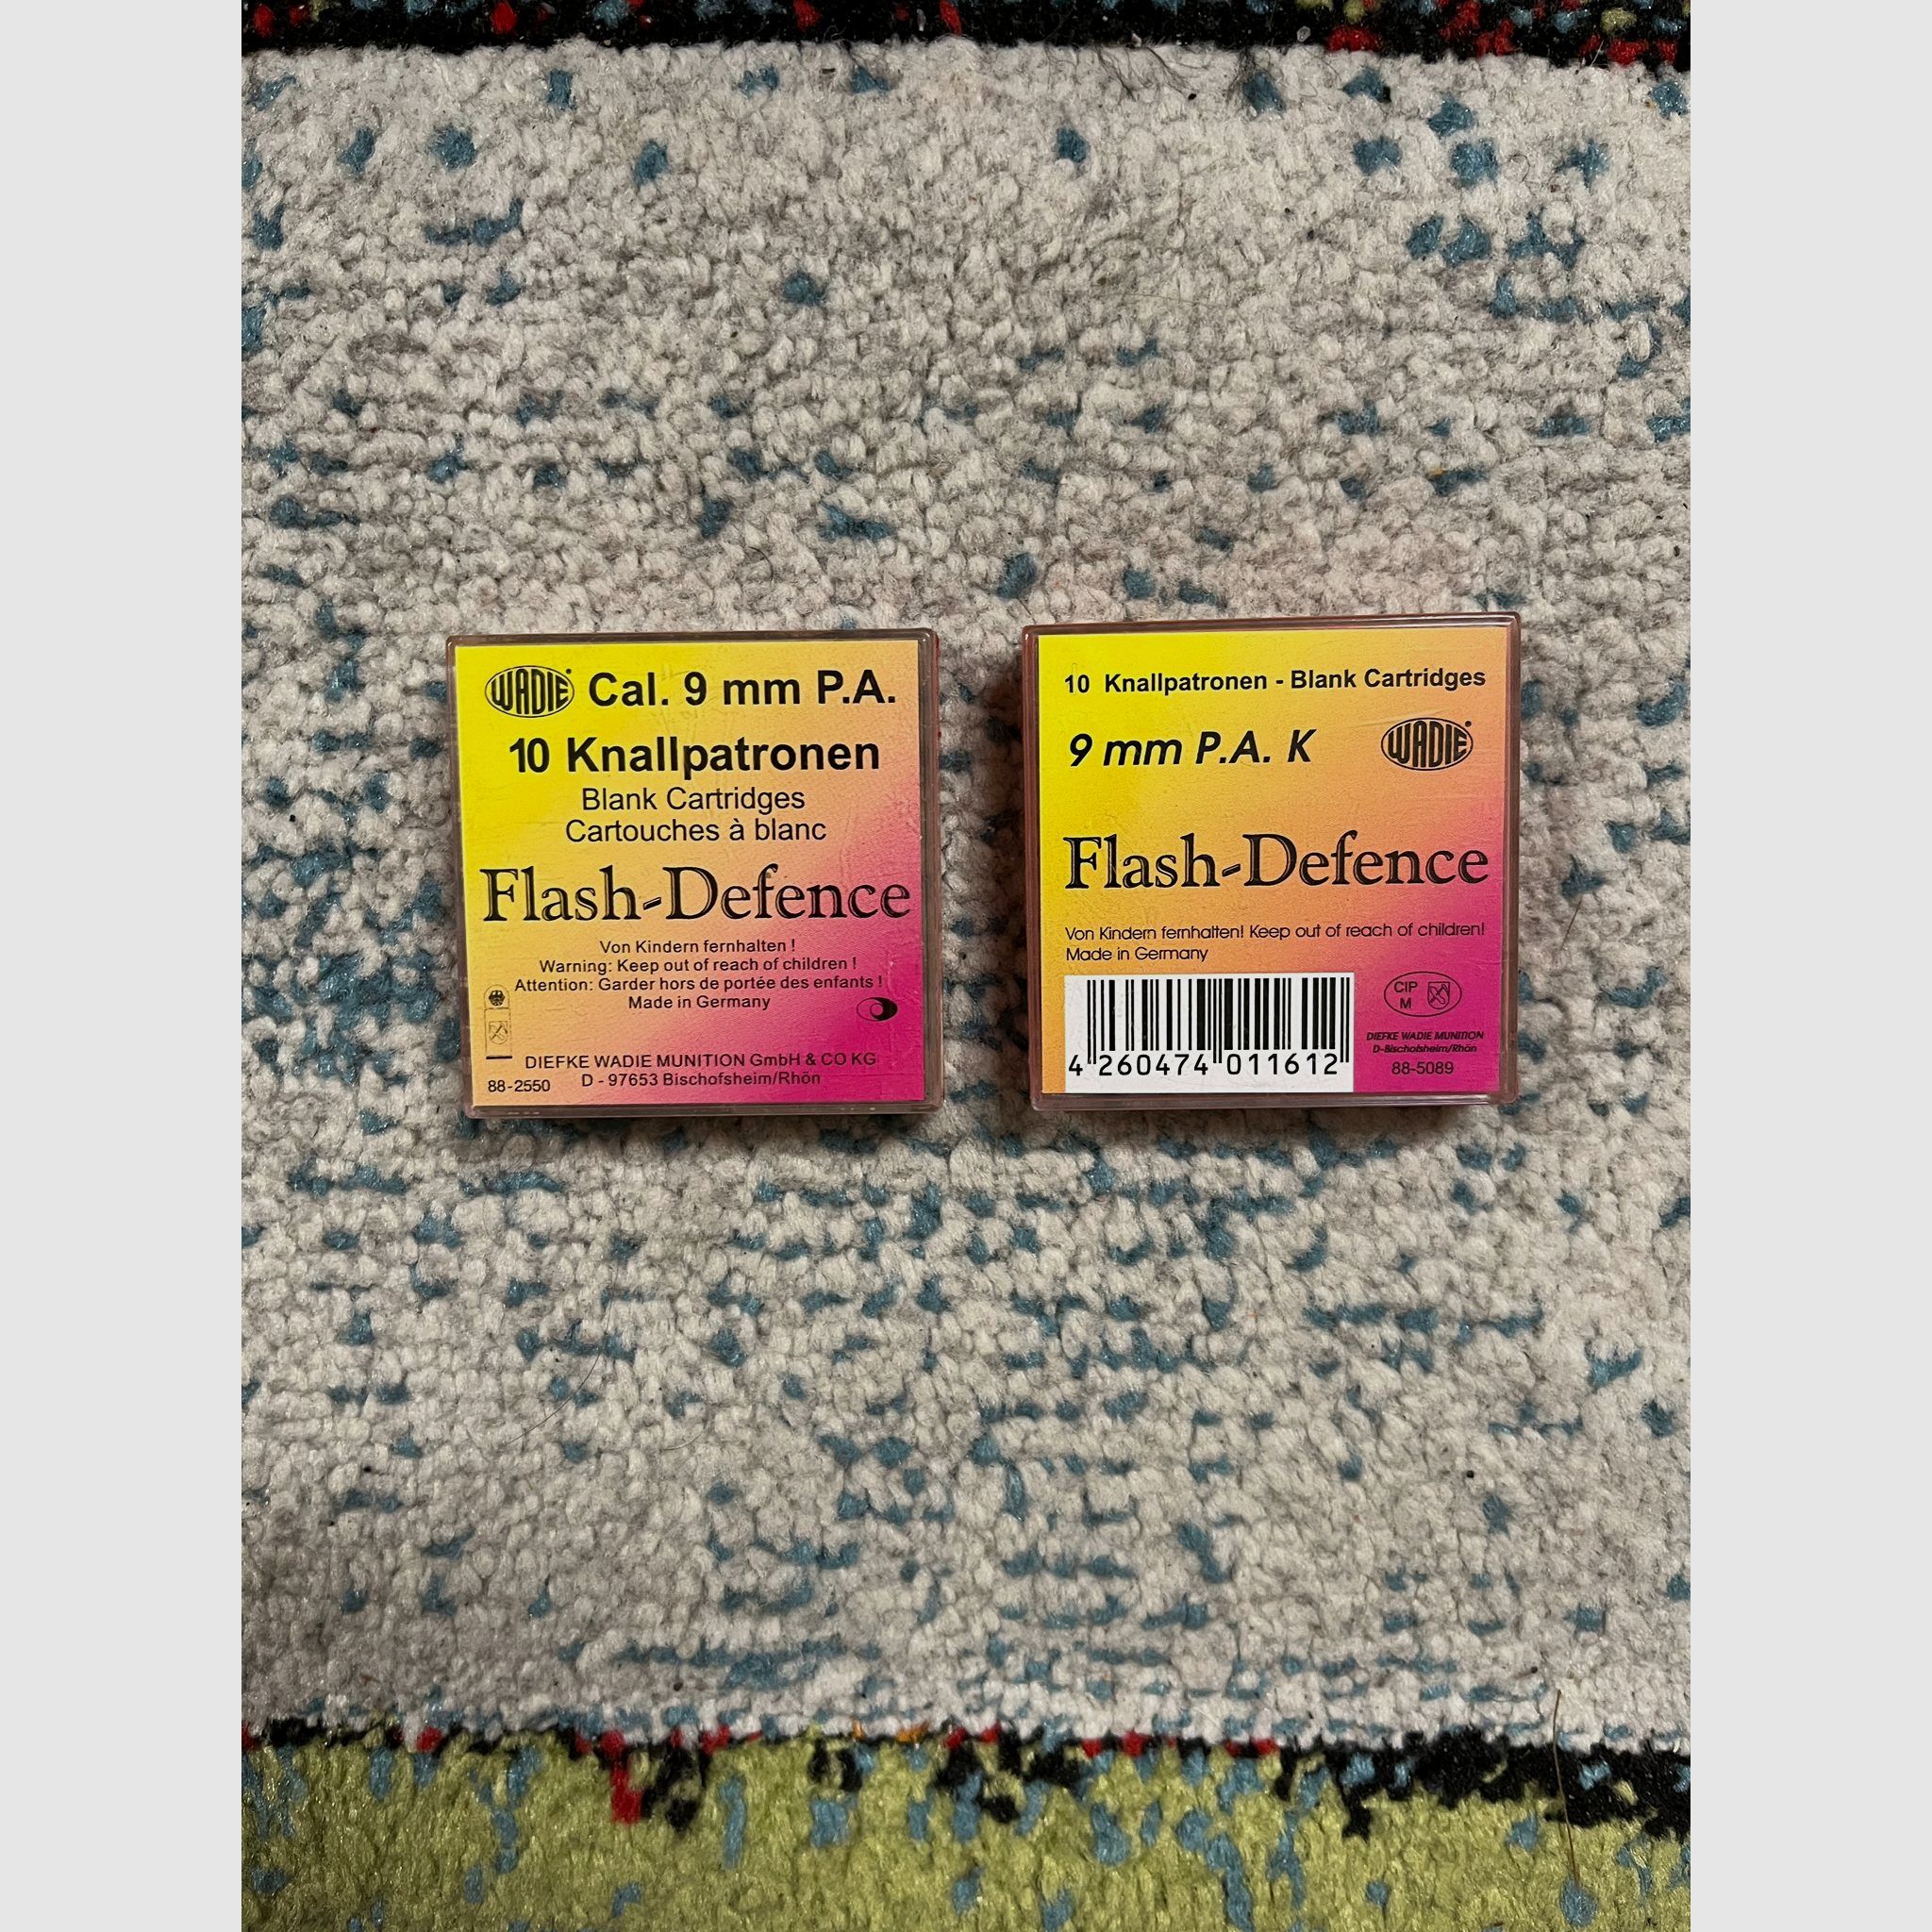 WADIE Cal. 9 mm P.A.
10 Knallpatronen
Blank Cartridges
Cartouches à blanc
Flash-Defence
Von Kindern fernhalten !
Warning: Keep out of reach of children !
Attention: Garder hors de portée des enfants !
Made in Germany
DIEFKE WADIE MUNITION GmbH & CO KG
88-2550 D - 97653 Bischofsheim/Rhön
10 Knallpatronen - Blank Cartridges
9 mm P.A. K WADIE
Flash-Defence
Von Kindern fernhalten! Keep out of reach of children!
Made in Germany
CIP
M
4 260474 011612
DIEFKE WADIE MUNITION
D-Bischofsheim/Rhön
88-5089